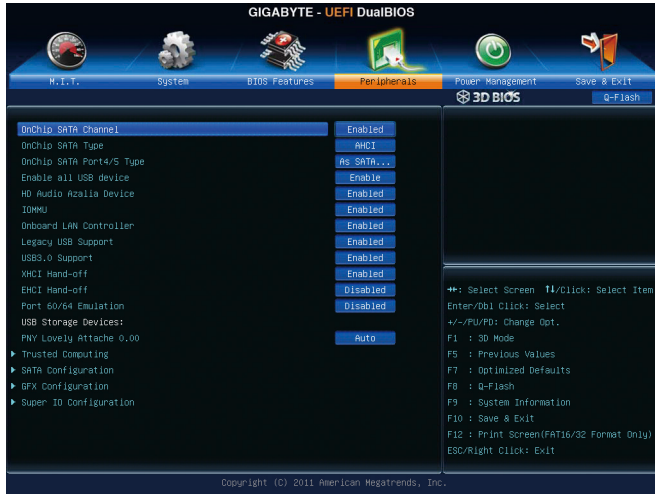 GIGABYTE - UEFI DualBIOS
M.I.T. System BIOS Features Peripherals Power Management Save & Exit
3D BIOS Q-Flash
OnChip SATA Channel Enabled
OnChip SATA Type AHCI
OnChip SATA Port4/5 Type As SATA...
Enable all USB device Enable
HD Audio Azalia Device Enabled
IOMMU Enabled
Onboard LAN Controller Enabled
Legacy USB Support Enabled
USB3.0 Support Enabled
XHCI Hand-off Enabled
EHCI Hand-off Disabled
Port 60/64 Emulation Disabled
USB Storage Devices:
PNY Lovely Attache 0.00 Auto
Trusted Computing
SATA Configuration
GFX Configuration
Super IO Configuration
↔: Select Screen ↑↓/Click: Select Item
Enter/Dbl Click: Select
+/-/PU/PD: Change Opt.
F1 : 3D Mode
F5 : Previous Values
F7 : Optimized Defaults
F8 : Q-Flash
F9 : System Information
F10 : Save & Exit
F12 : Print Screen(FAT16/32 Format Only)
ESC/Right Click: Exit
Copyright (C) 2011 American Megatrends, Inc.